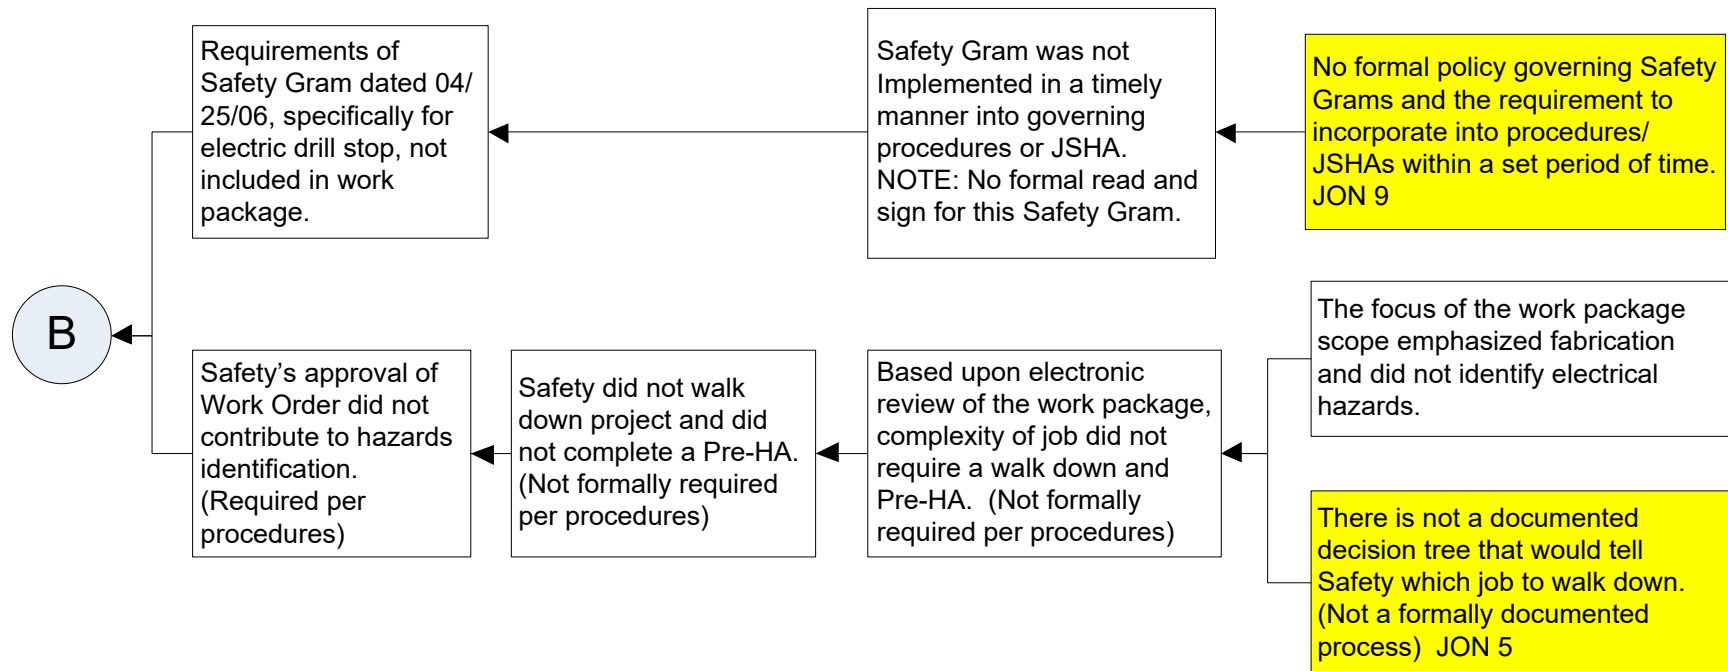 Requirements of
Safety Gram dated 04/
25/06, specifically for
electric drill stop, not
included in work
package.
Safety Gram was not
Implemented in a timely
manner into governing
procedures or JSHA.
NOTE: No formal read and
sign for this Safety Gram.
No formal policy governing Safety
Grams and the requirement to
incorporate into procedures/
JSHAs within a set period of time.
JON 9
B
Safety’s approval of
Work Order did not
contribute to hazards
identification.
(Required per
procedures)
Safety did not walk
down project and did
not complete a Pre-HA.
(Not formally required
per procedures)
Based upon electronic
review of the work package,
complexity of job did not
require a walk down and
Pre-HA.  (Not formally
required per procedures)
The focus of the work package
scope emphasized fabrication
and did not identify electrical
hazards.
There is not a documented
decision tree that would tell
Safety which job to walk down.
(Not a formally documented
process)  JON 5